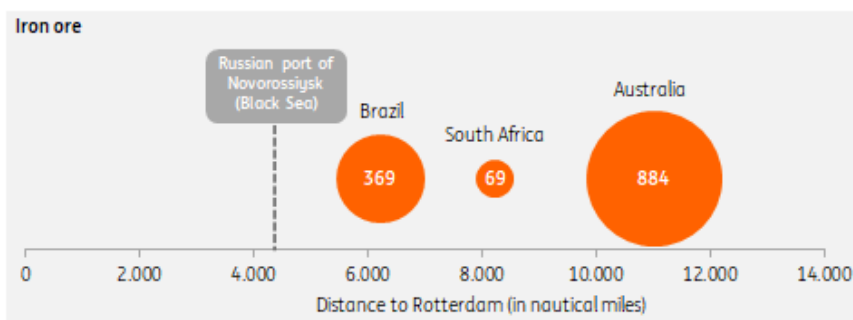 Iron ore
Russian port of
Novorossiysk
(Black Sea)
Brazil
South Africa
Australia
369
69
884
0
2.000
4.000
6.000
8.000
10.000
12.000
14.000
Distance to Rotterdam (in nautical miles)